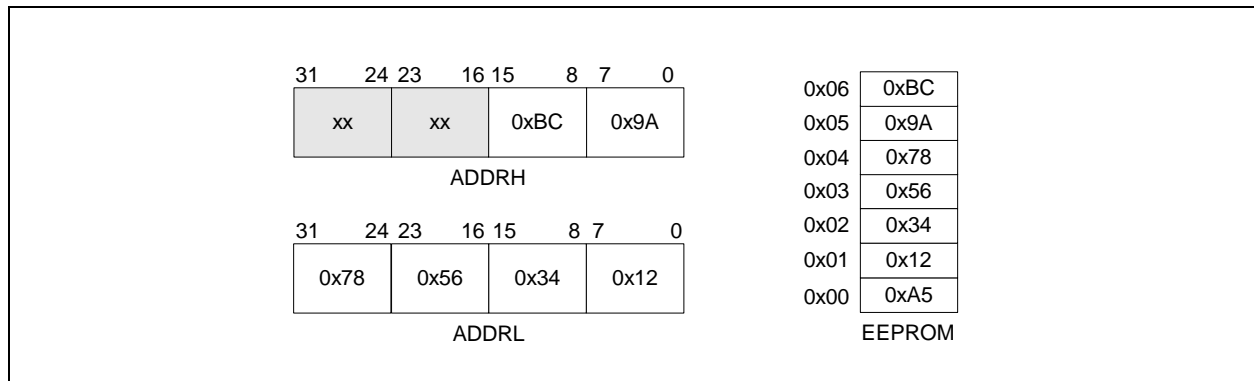 31 24 23 16 15 8 7 0
xx xx 0xBC 0x9A
ADDRH
31 24 23 16 15 8 7 0
0x78 0x56 0x34 0x12
ADDRL
0x06 0xBC
0x05 0x9A
0x04 0x78
0x03 0x56
0x02 0x34
0x01 0x12
0x00 0xA5
EEPROM